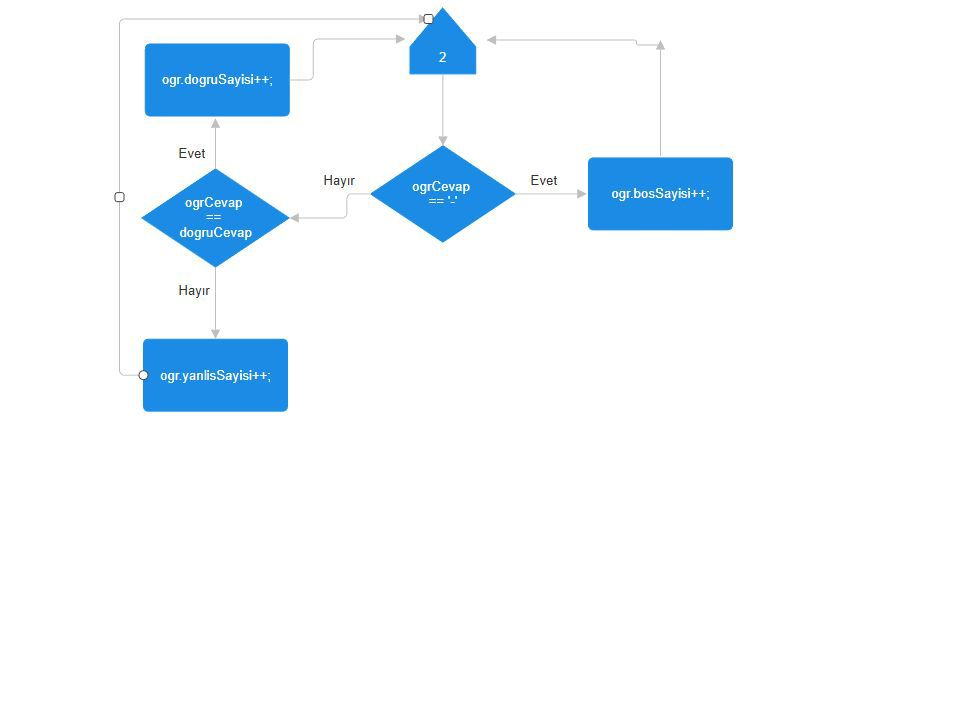 2
ogr.dogruSayisi++;
Evet
Hayır
ogrCevap
== '-'
Evet
ogr.bosSayisi++;
ogrCevap
==
dogruCevap
Hayır
ogr.yanlisSayisi++;